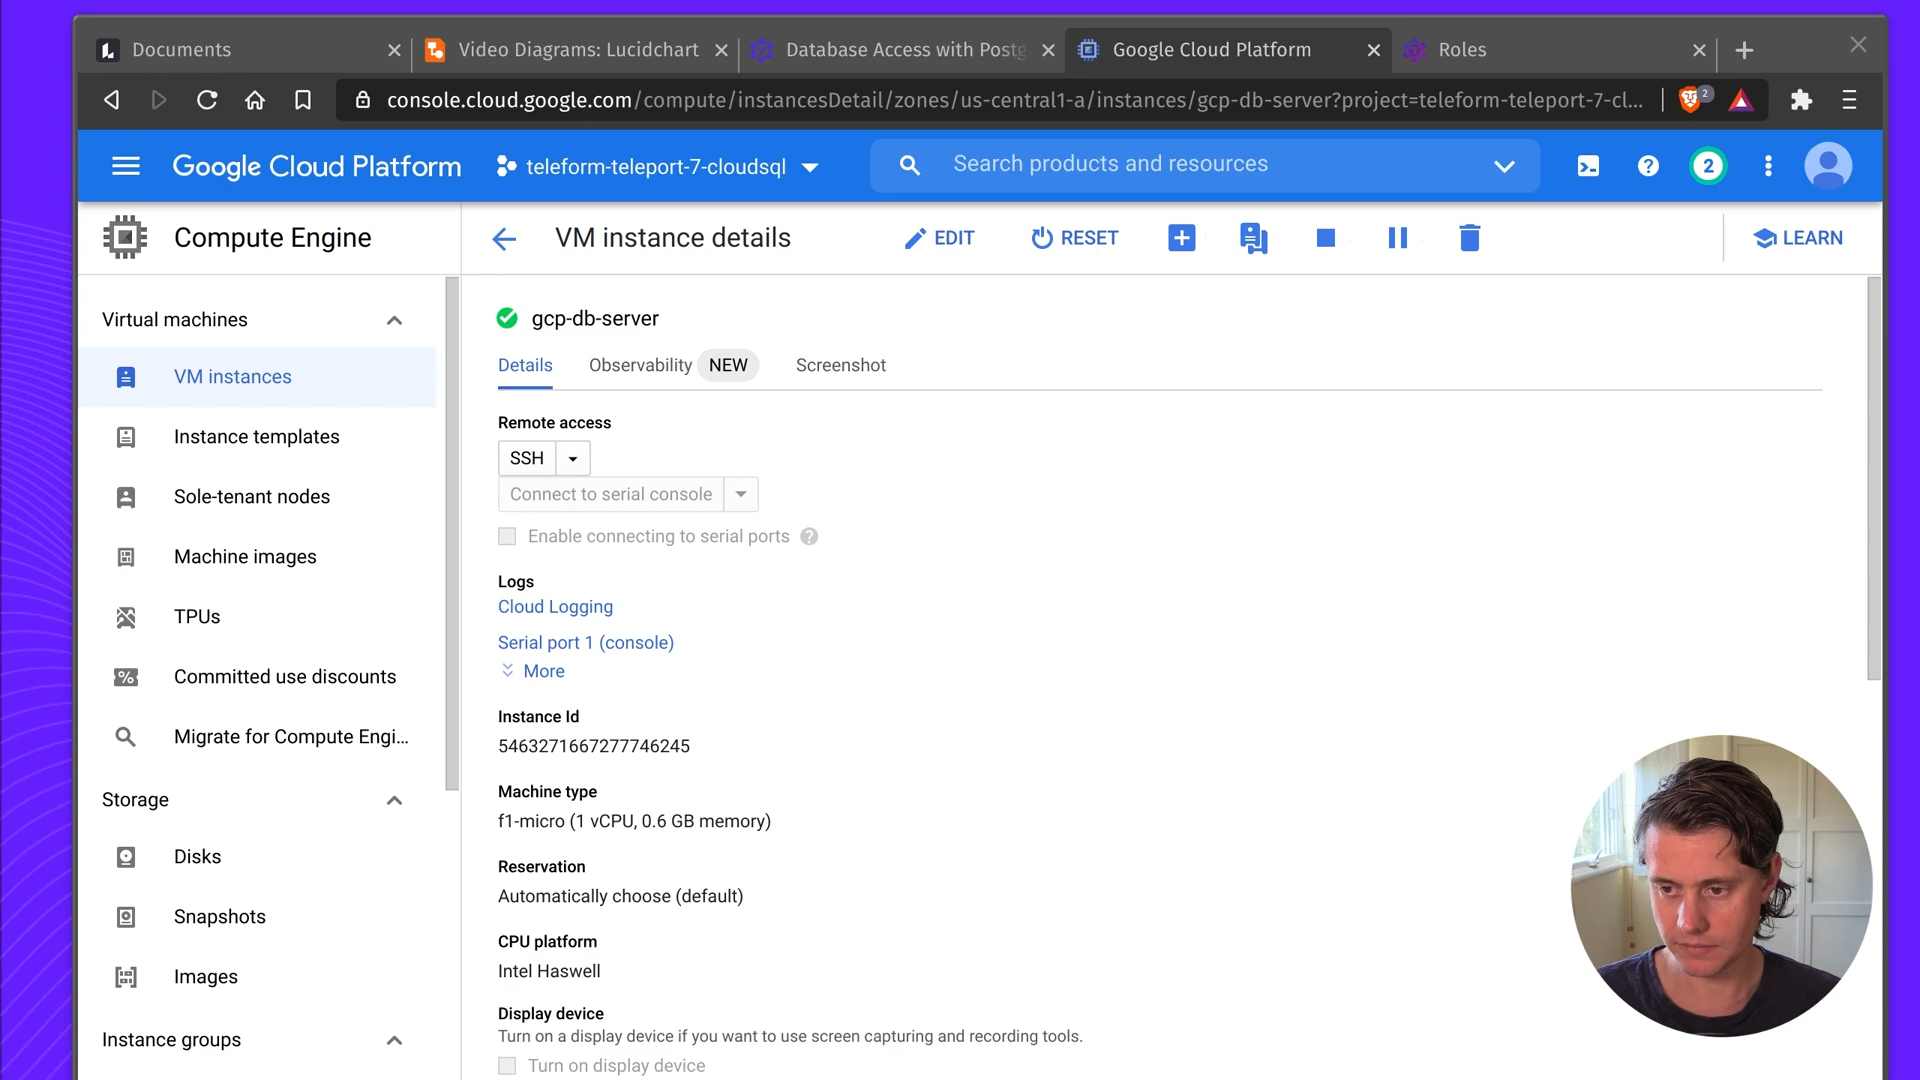 Documents
Video Diagrams: Lucidchart
Database Access with Postg
Google Cloud Platform
Roles
console.cloud.google.com/compute/instancesDetail/zones/us-central1-a/instances/gcp-db-server?project=teleform-teleport-7-cl...
2
Google Cloud Platform
teleform-teleport-7-cloudsql
Search products and resources
2
Compute Engine
VM instance details
EDIT
RESET
LEARN
Virtual machines
VM instances
Instance templates
Sole-tenant nodes
Machine images
TPUs
Committed use discounts
Migrate for Compute Engi...
Storage
Disks
Snapshots
Images
Instance groups
gcp-db-server
Details
Observability NEW
Screenshot
Remote access
SSH
Connect to serial console
Enable connecting to serial ports
Logs
Cloud Logging
Serial port 1 (console)
More
Instance Id
5463271667277746245
Machine type
f1-micro (1 vCPU, 0.6 GB memory)
Reservation
Automatically choose (default)
CPU platform
Intel Haswell
Display device
Turn on a display device if you want to use screen capturing and recording tools.
Turn on display device